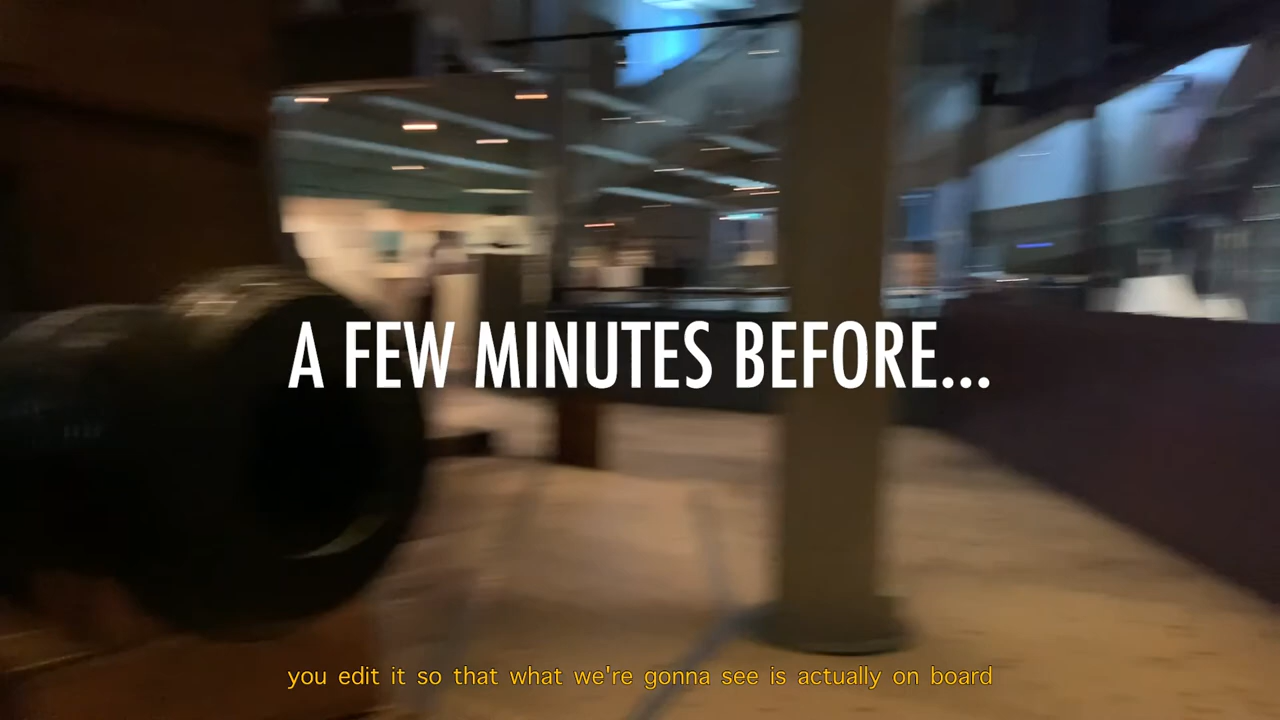 A FEW MINUTES BEFORE...
you edit it so that what we're gonna see is actually on board